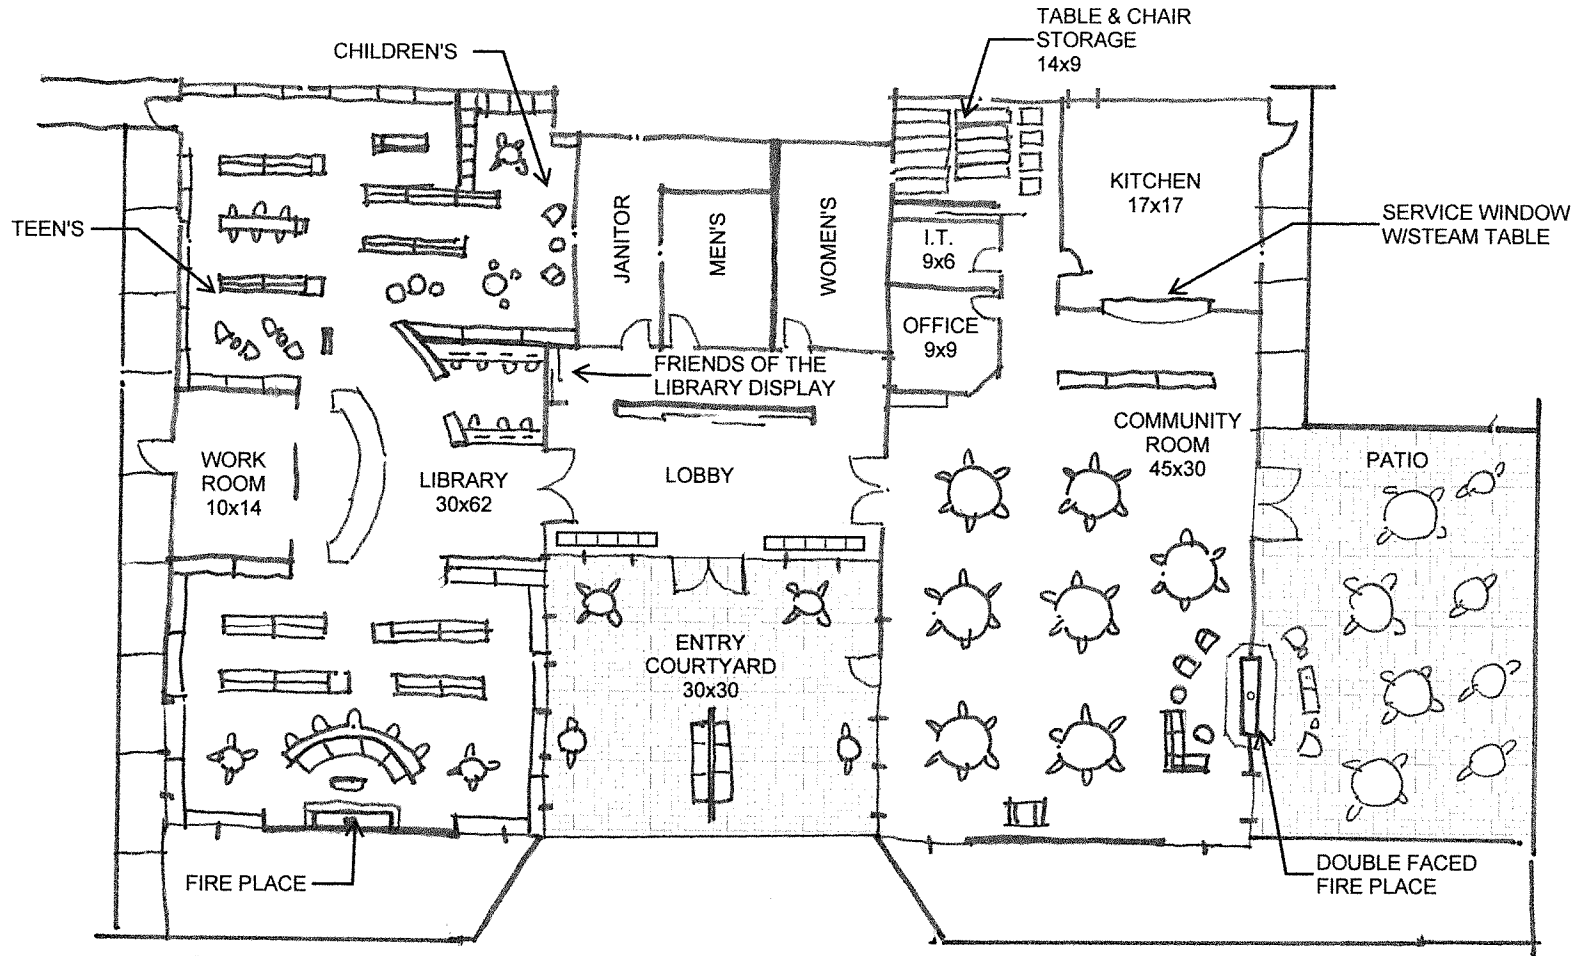 TABLE & CHAIR
STORAGE
14x9
CHILDREN'S
TEEN'S
KITCHEN
17x17
SERVICE WINDOW
W/STEAM TABLE
JANITOR
MEN'S
WOMEN'S
I.T.
9x6
OFFICE
9x9
FRIENDS OF THE
LIBRARY DISPLAY
COMMUNITY
ROOM
45x30
PATIO
WORK
ROOM
10x14
LIBRARY
30x62
LOBBY
ENTRY
COURTYARD
30x30
FIRE PLACE
DOUBLE FACED
FIRE PLACE